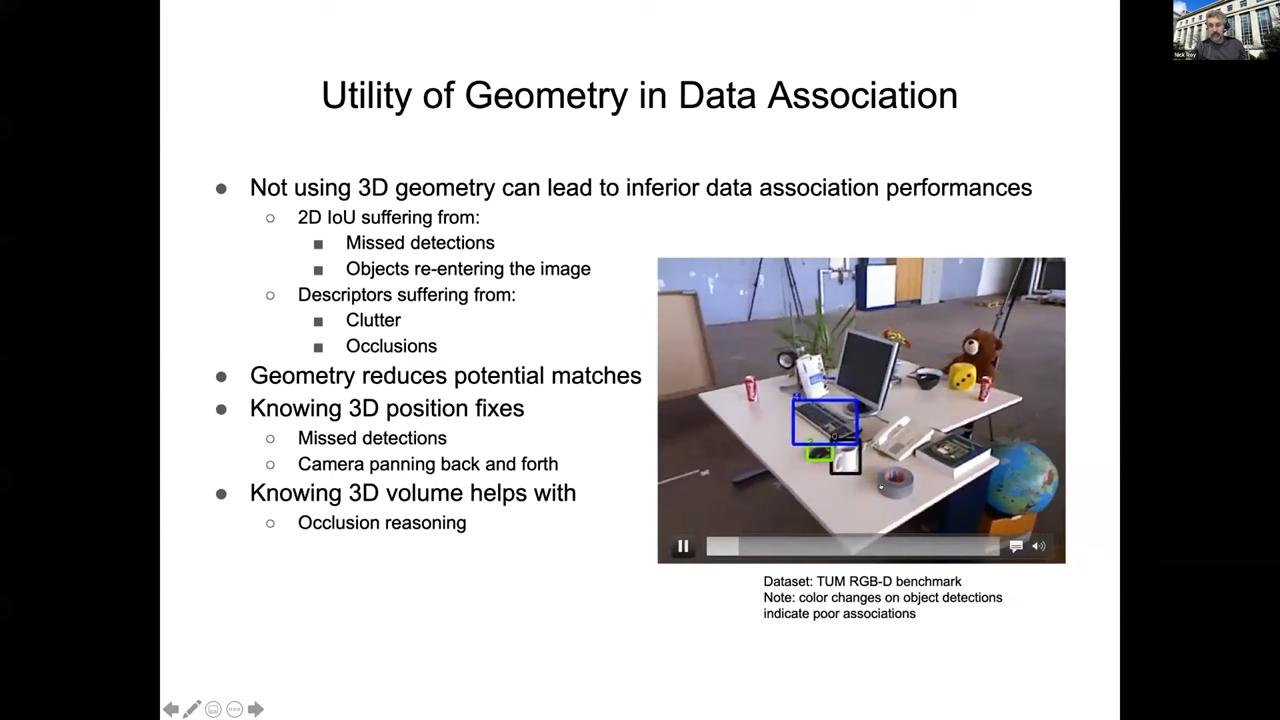 Utility of Geometry in Data Association
Not using 3D geometry can lead to inferior data association performances
2D IoU suffering from:
Missed detections
Objects re-entering the image
Descriptors suffering from:
Clutter
Occlusions
Geometry reduces potential matches
Knowing 3D position fixes
Missed detections
Camera panning back and forth
Knowing 3D volume helps with
Occlusion reasoning
Dataset: TUM RGB-D benchmark
Note: color changes on object detections
indicate poor associations